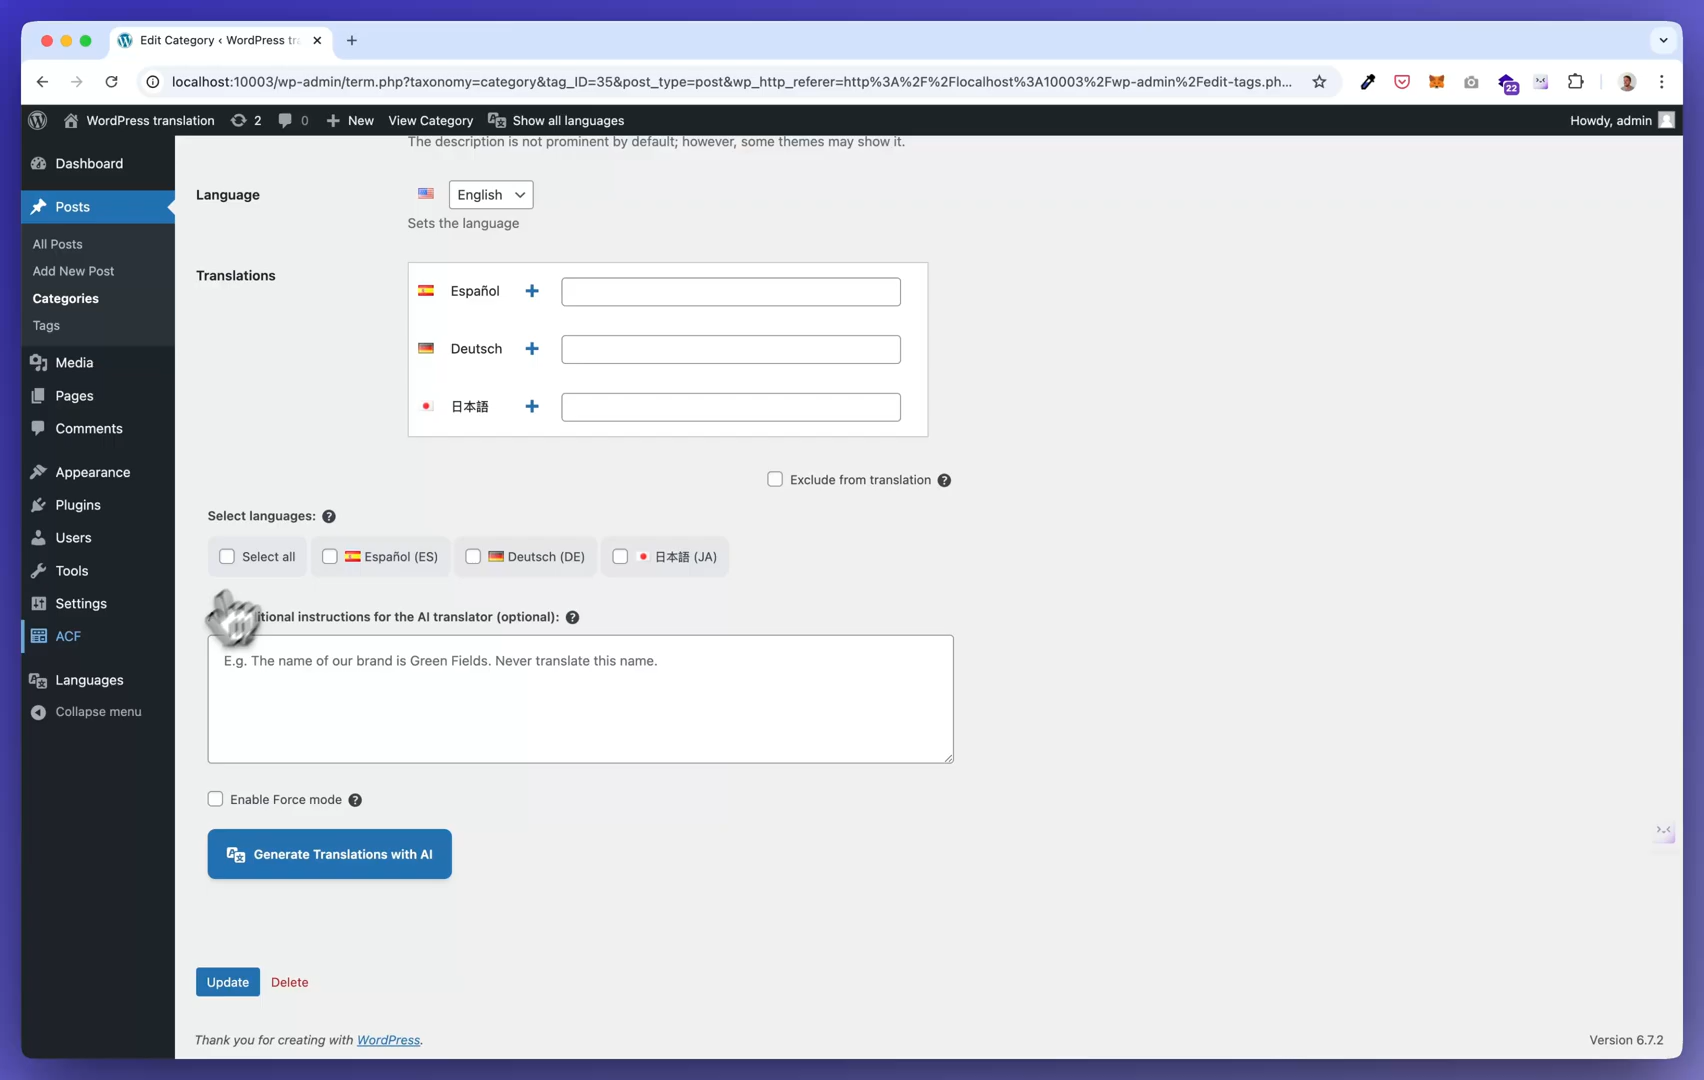 Edit Category ‹ WordPress tr
localhost:10003/wp-admin/term.php?taxonomy=category&tag_ID=35&post_type=post&wp_http_referer=http%3A%2F%2Flocalhost%3A10003%2Fwp-admin%2Fedit-tags.ph...
22
WordPress translation 2 0 New View Category Show all languages Howdy, admin
Dashboard
Posts
All Posts
Add New Post
Categories
Tags
Media
Pages
Comments
Appearance
Plugins
Users
Tools
Settings
ACF
Languages
Collapse menu
The description is not prominent by default; however, some themes may show it.
Language English
Sets the language
Translations
Español
Deutsch
日本語
Exclude from translation ?
Select languages: ?
Select all Español (ES) Deutsch (DE) 日本語 (JA)
instructions for the AI translator (optional): ?
E.g. The name of our brand is Green Fields. Never translate this name.
Enable Force mode ?
Generate Translations with AI
Update Delete
Thank you for creating with WordPress.
Version 6.7.2